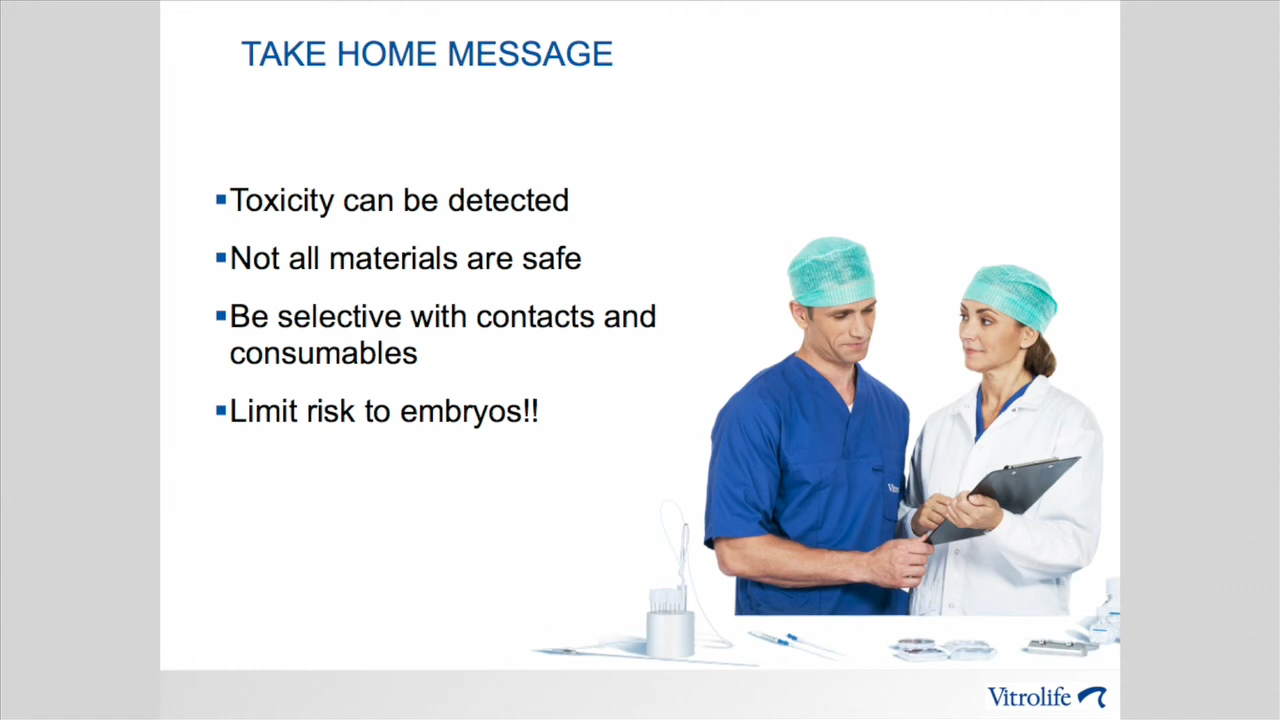 TAKE HOME MESSAGE
▪Toxicity can be detected
▪Not all materials are safe
▪Be selective with contacts and
consumables
▪Limit risk to embryos!!
Vitrolife